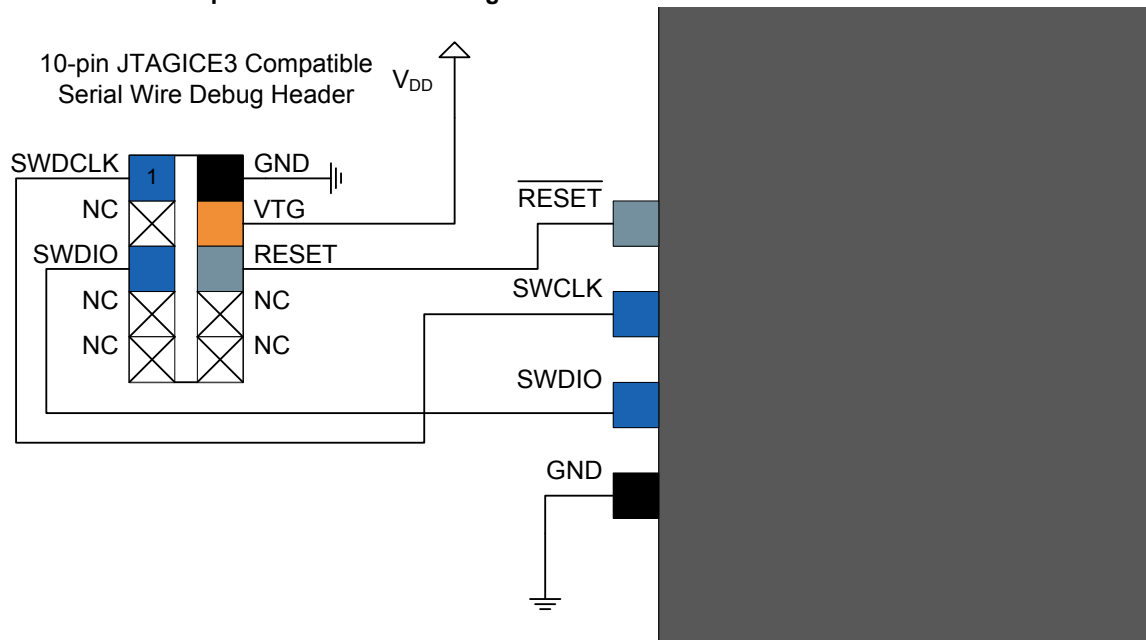 10-pin JTAGICE3 Compatible
Serial Wire Debug Header
VDD
SWDCLK
1
GND
NC
VTG
SWDIO
RESET
NC
NC
NC
NC
RESET
SWCLK
SWDIO
GND